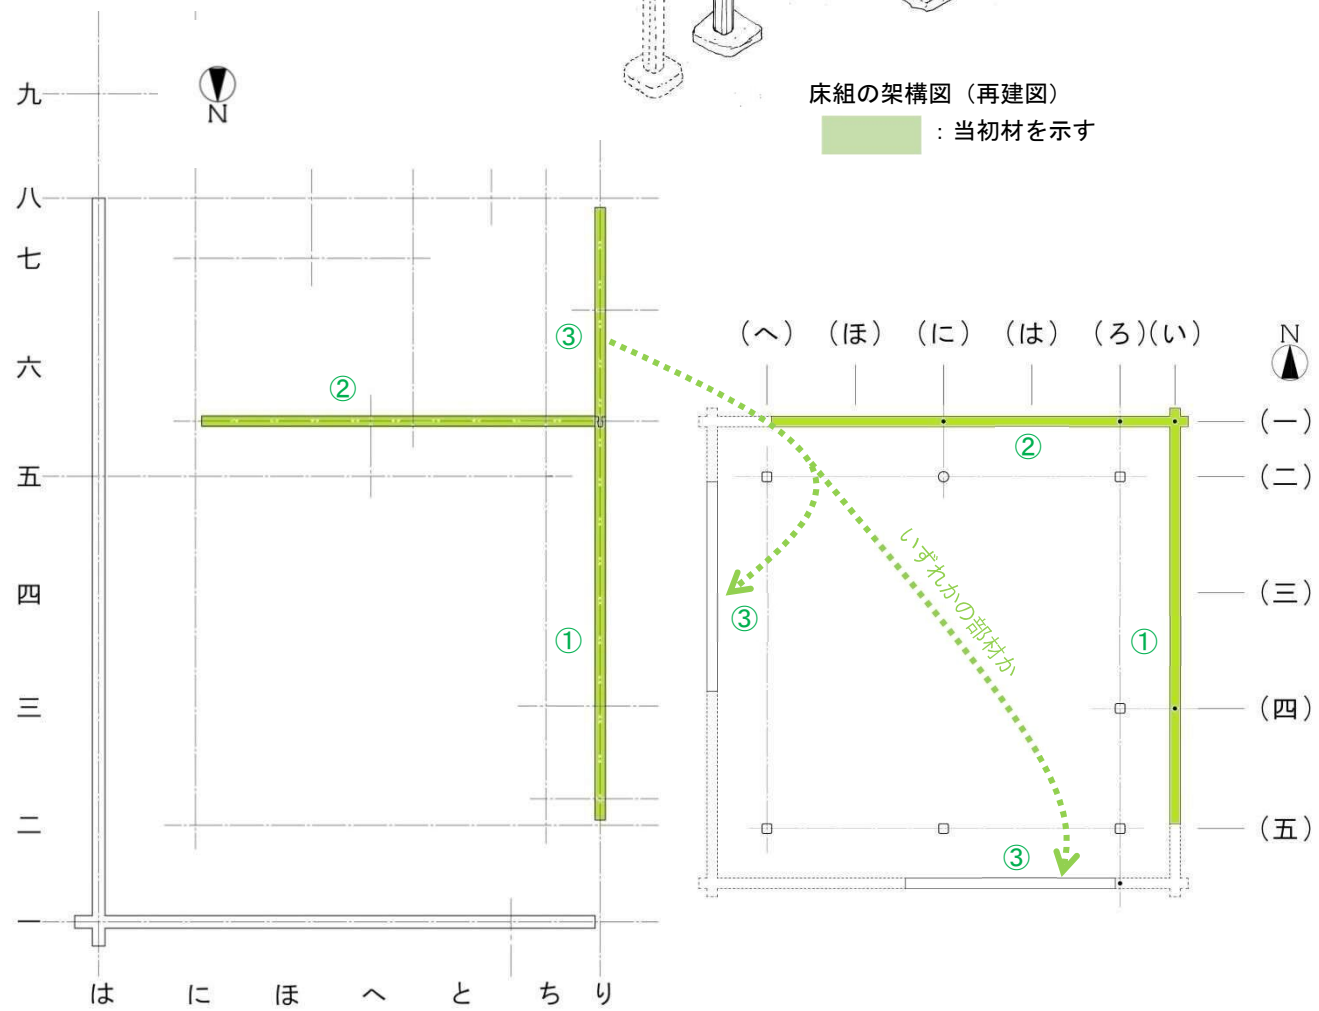 床組の架構図（再建図）
：当初材を示す
N
九
八
七
六
五
四
三
二
一
は に ほ へ と ち り
③
②
①
（へ） （ほ） （に） （は） （ろ）（い）
N
（一）
（二）
（三）
（四）
（五）
②
①
③
③
いずれかの部材か